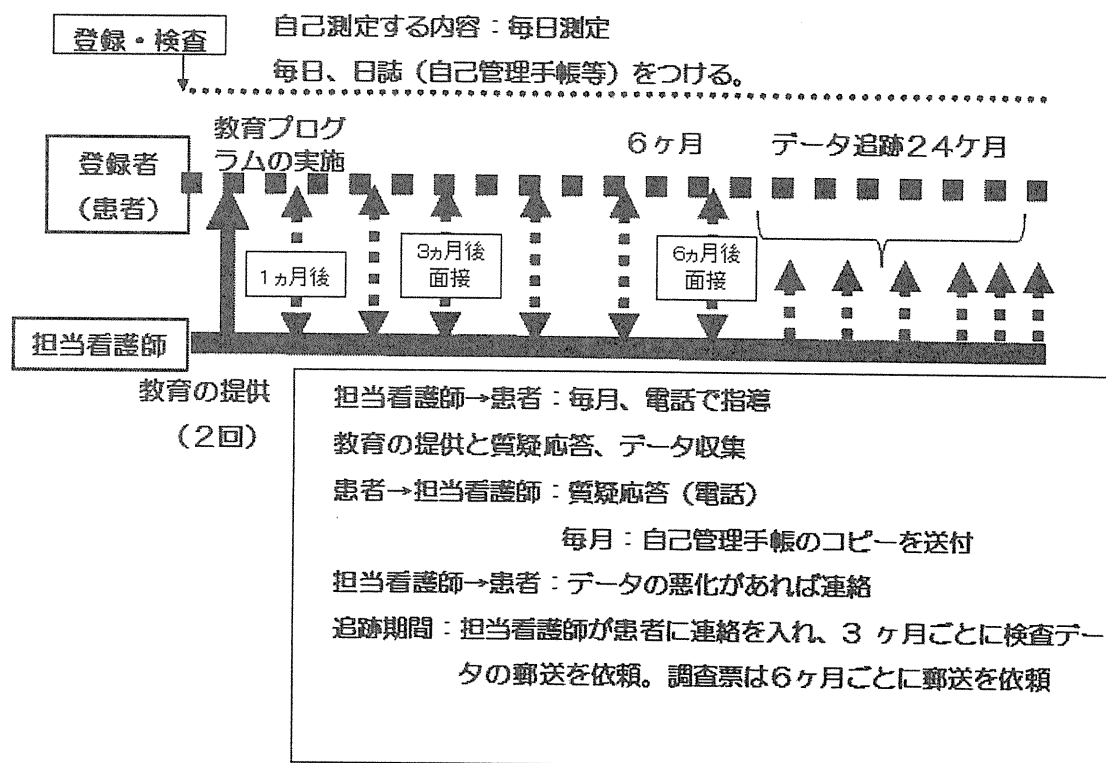 登録・検査
自己測定する内容：毎日測定
毎日、日誌（自己管理手帳等）をつける。
教育プログ
ラムの実施
6ヶ月
データ追跡24ケ月
登録者
（患者）
1ヵ月後
3ヵ月後
面接
6ヵ月後
面接
担当看護師
教育の提供
（2回）
担当看護師→患者：毎月、電話で指導
教育の提供と質疑応答、データ収集
患者→担当看護師：質疑応答（電話）
毎月：自己管理手帳のコピーを送付
担当看護師→患者：データの悪化があれば連絡
追跡期間：担当看護師が患者に連絡を入れ、3 ヶ月ごとに検査デー
タの郵送を依頼。調査票は6ヶ月ごとに郵送を依頼